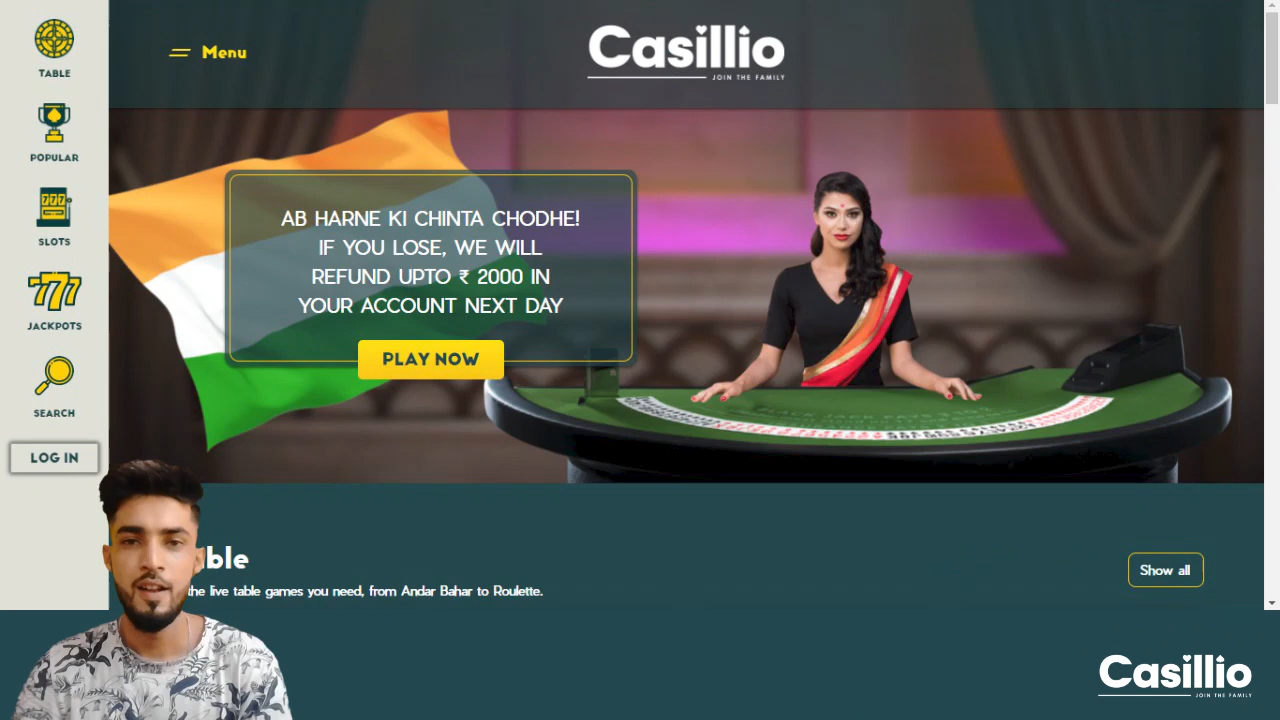 TABLE
POPULAR
777
SLOTS
777
JACKPOTS
SEARCH
LOG IN
Menu
Casillio
JOIN THE FAMILY
AB HARNE KI CHINTA CHODHE!
IF YOU LOSE, WE WILL
REFUND UPTO ₹ 2000 IN
YOUR ACCOUNT NEXT DAY
PLAY NOW
the live table games you need, from Andar Bahar to Roulette.
Show all
Casillio
JOIN THE FAMILY